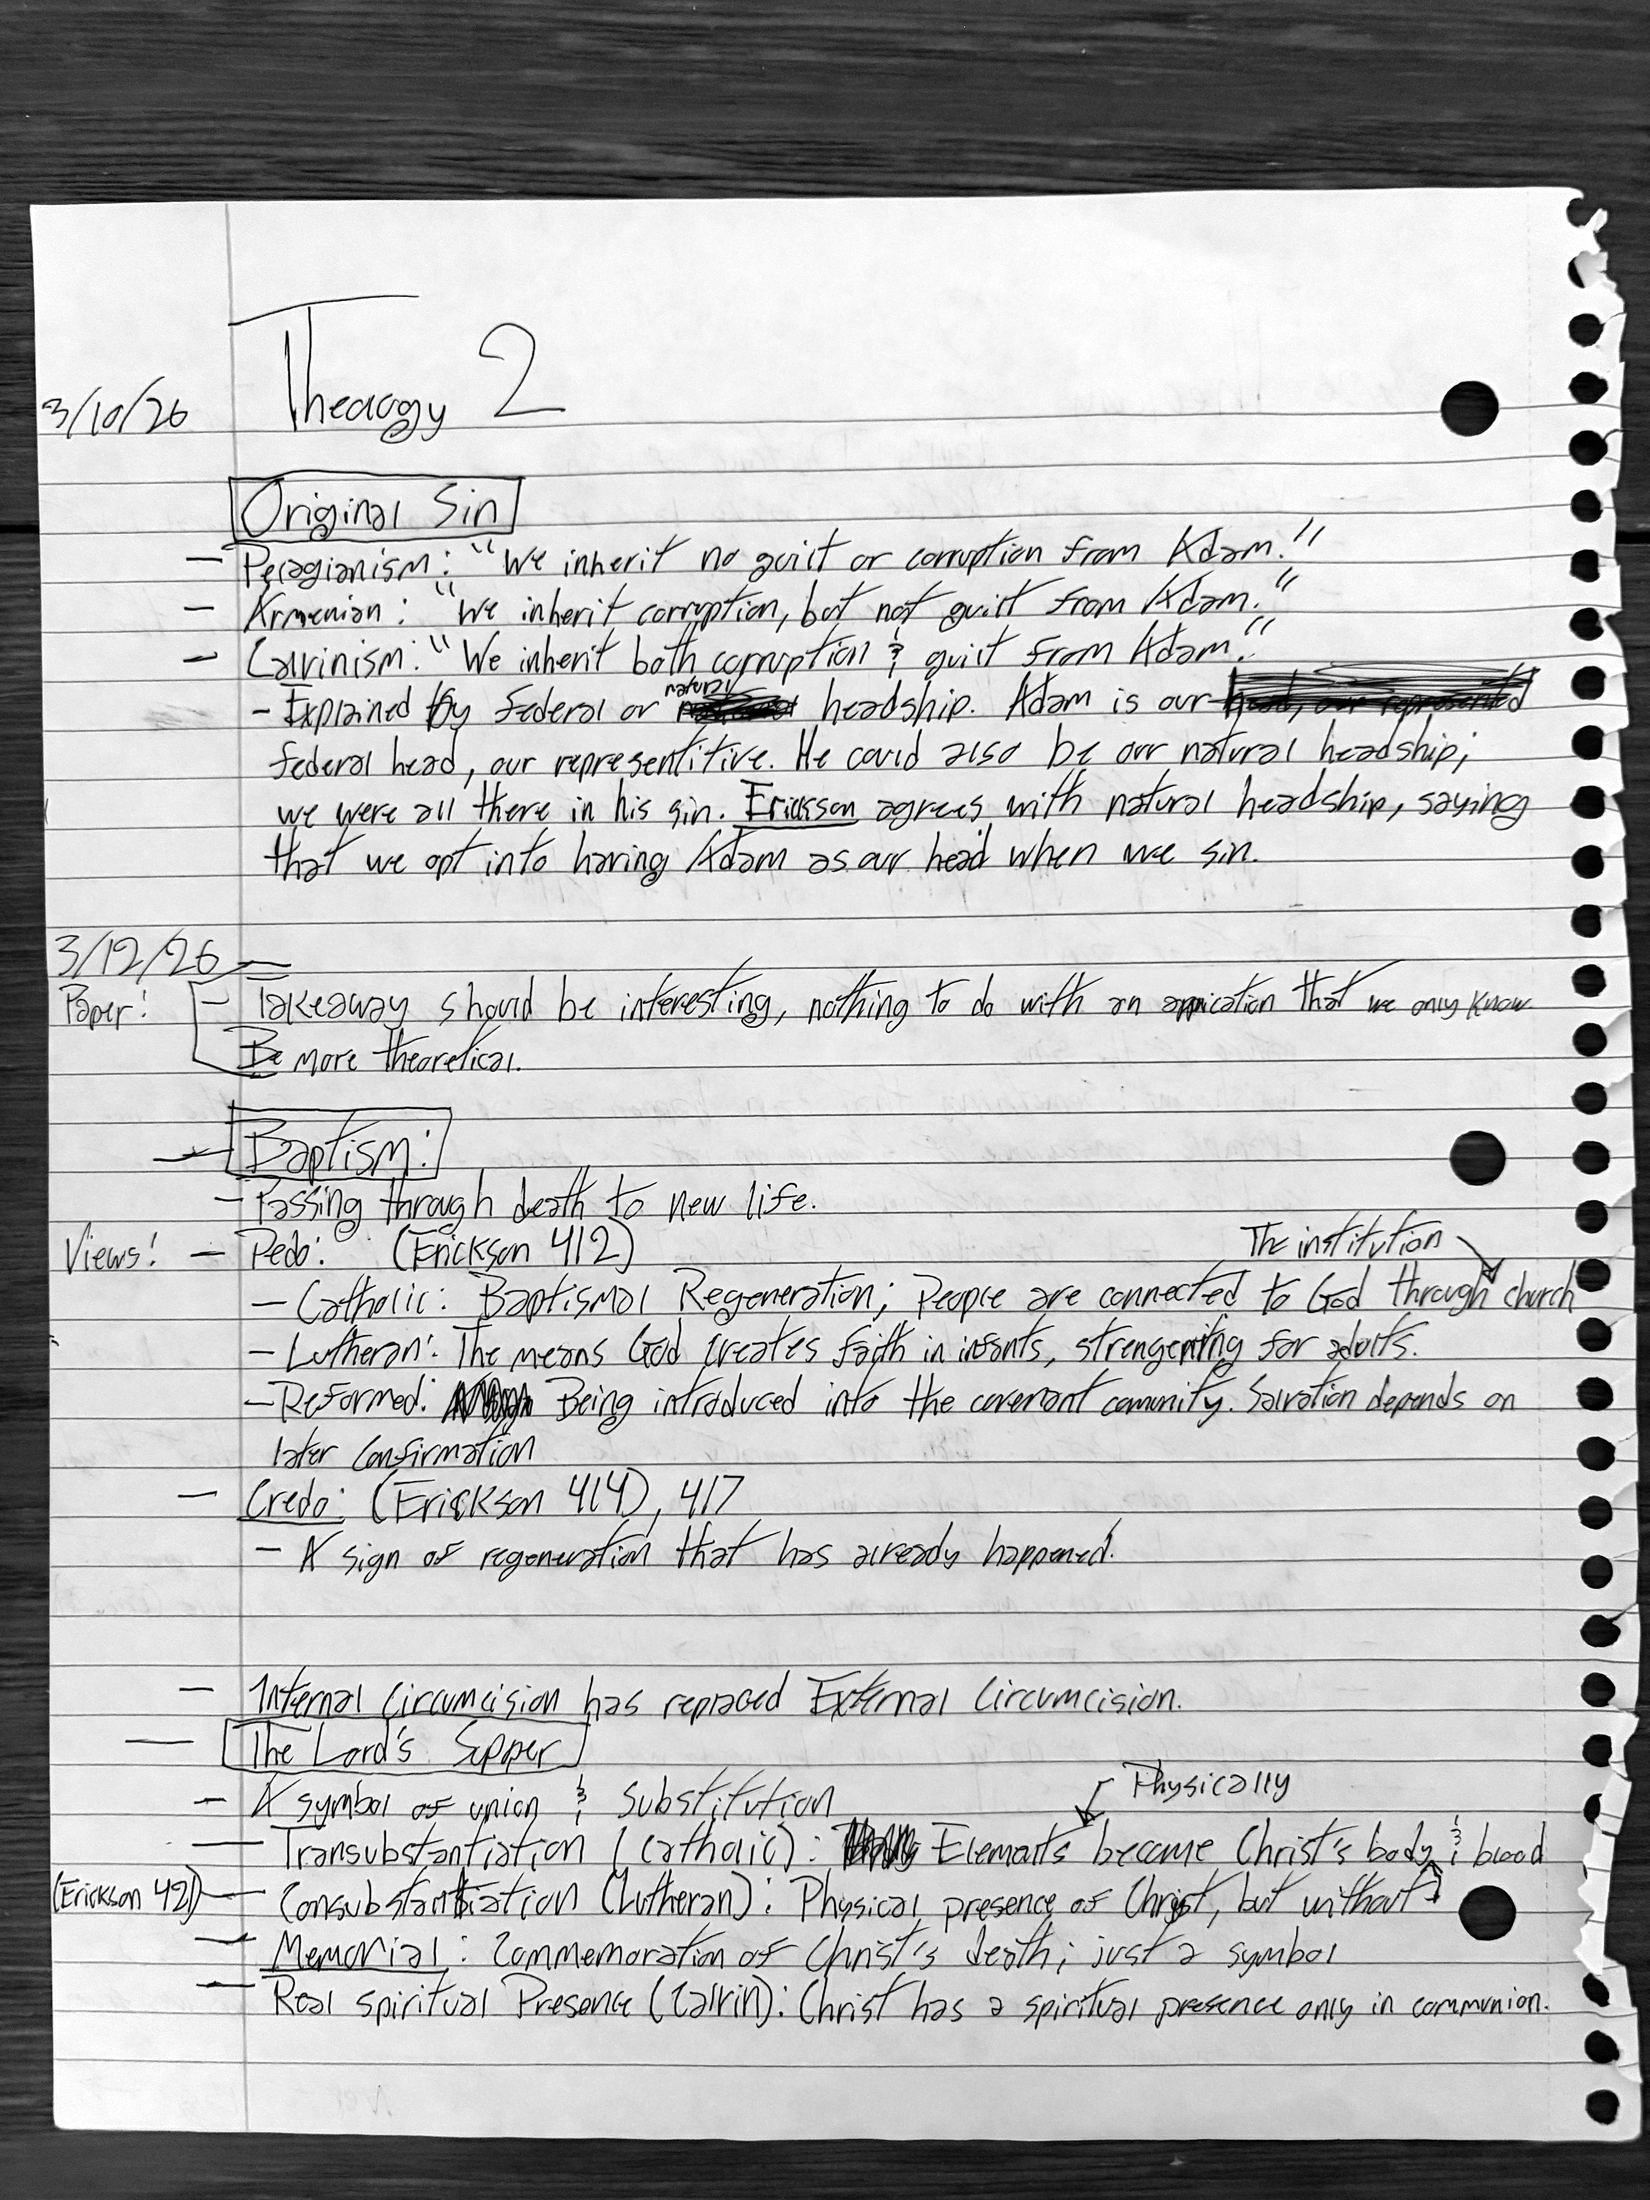 3/10/26 Theology 2
Original Sin
- Pelagianism: "We inherit no guilt or corruption from Adam."
- Armenian: "We inherit corruption, but not guilt from Adam."
- Calvinism: "We inherit both corruption & guilt from Adam."
- Explained by federal or natural headship. Adam is our head, our represented
federal head, our representitive. He could also be our natural headship;
we were all there in his sin. Erickson agrees with natural headship, saying
that we opt into having Adam as our head when we sin.
3/12/26 -
Paper! - Takeaway should be interesting, nothing to do with an application that we only know.
Be more theoretical.
- Baptism:
- Passing through death to new life.
Views! - Pedo: (Erickson 412)
The institution
- Catholic: Baptismal Regeneration; People are connected to God through church
- Lutheran: The means God creates faith in infants, strengening for adults.
- Reformed: Being introduced into the covenant comunity. Salvation depends on
later confirmation
- Credo: (Erickson 414), 417
- A sign of regeneration that has already happened.
- Internal Circumcision has replaced External Circumcision.
- The Lord's Supper
- A symbol of union & Substitution
Physically
- Transubstantiation (Catholic): Elements become Christ's body & blood
(Erickson 421) - Consubstantiation (Lutheran): Physical presence of Christ, but without
- Memorial: Commemoration of Christ's death; just a symbol
- Real spiritual Presence (Calvin): Christ has a spiritual presence only in communion.